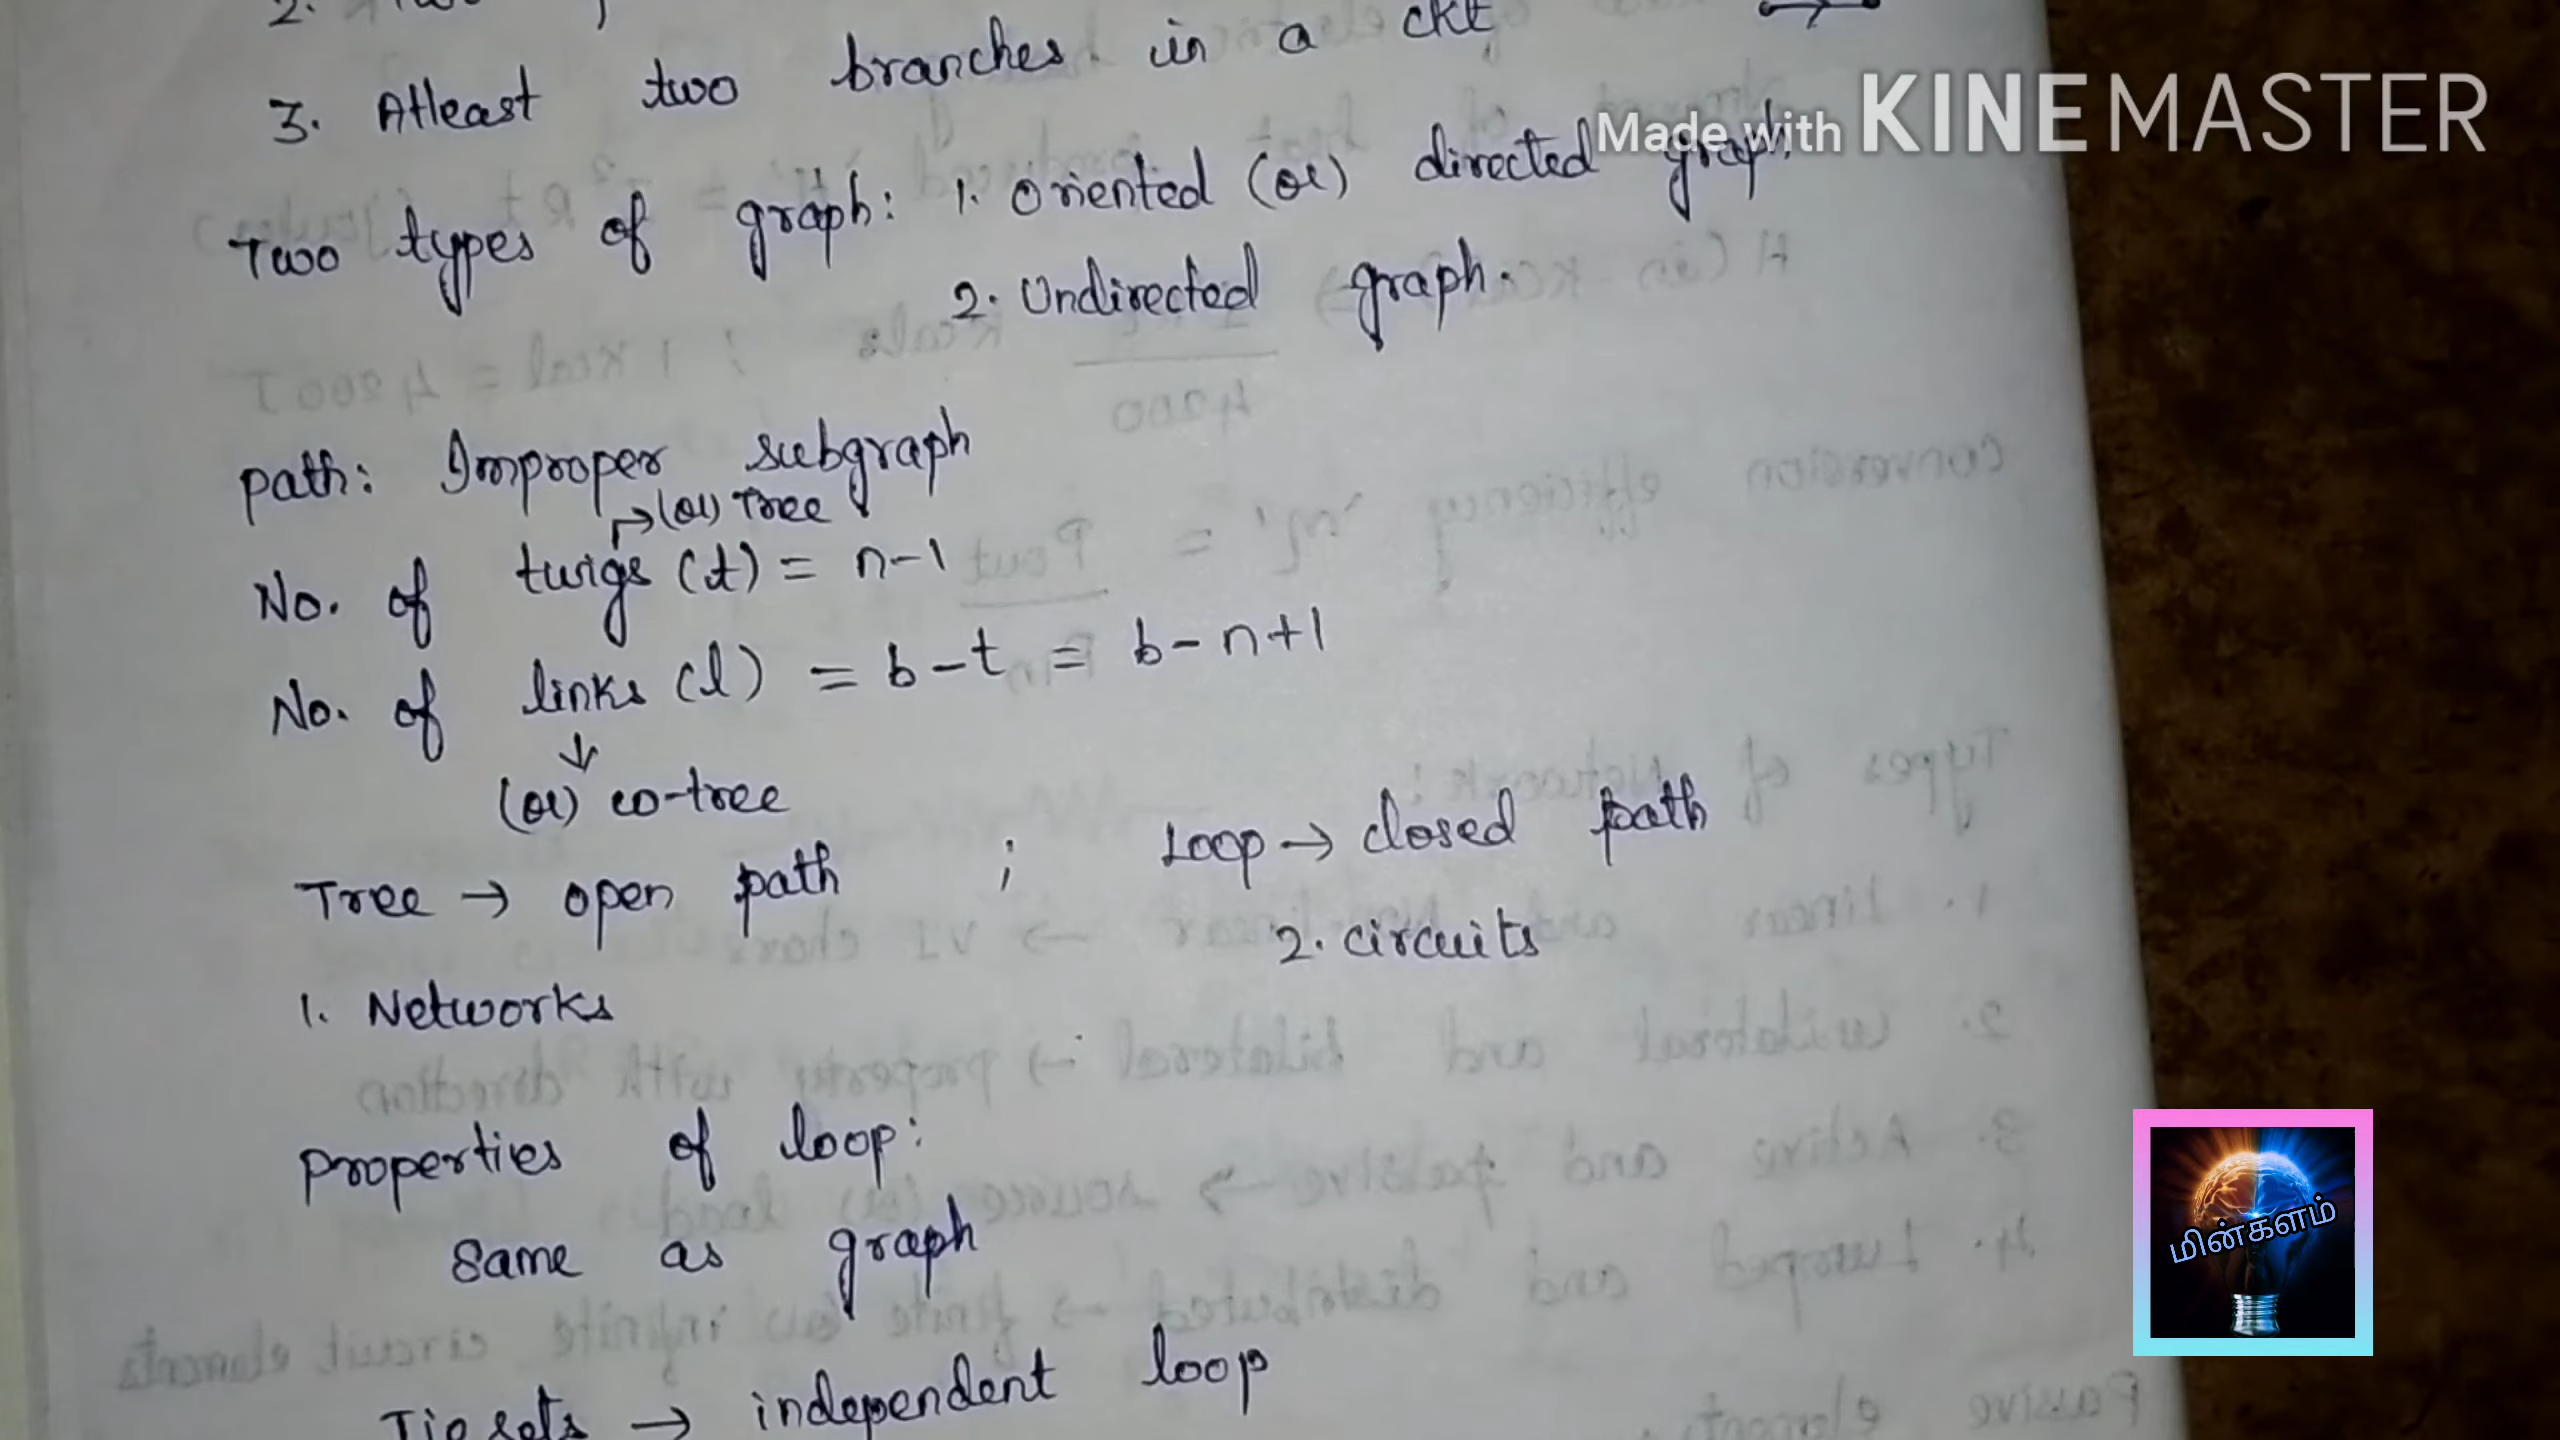 2.
3. Atleast two branches in a ckt
Made with KINEMASTER
Two types of graph: 1. Oriented (or) directed graph
2. Undirected graph.
path: Improper subgraph
→(or) Tree
No. of twigs (t) = n-1
No. of links (l) = b-t = b-n+1
↓
(or) co-tree
Tree → open path ; Loop → closed path
1. Networks 2. circuits
Properties of loop:
Same as graph
Tie sets → independent loop
மின்களம்